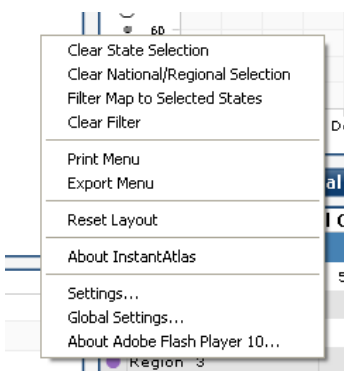 60
Clear State Selection
Clear National/Regional Selection
Filter Map to Selected States
Clear Filter
Print Menu
Export Menu
Reset Layout
About InstantAtlas
Settings...
Global Settings...
About Adobe Flash Player 10...
Region 3